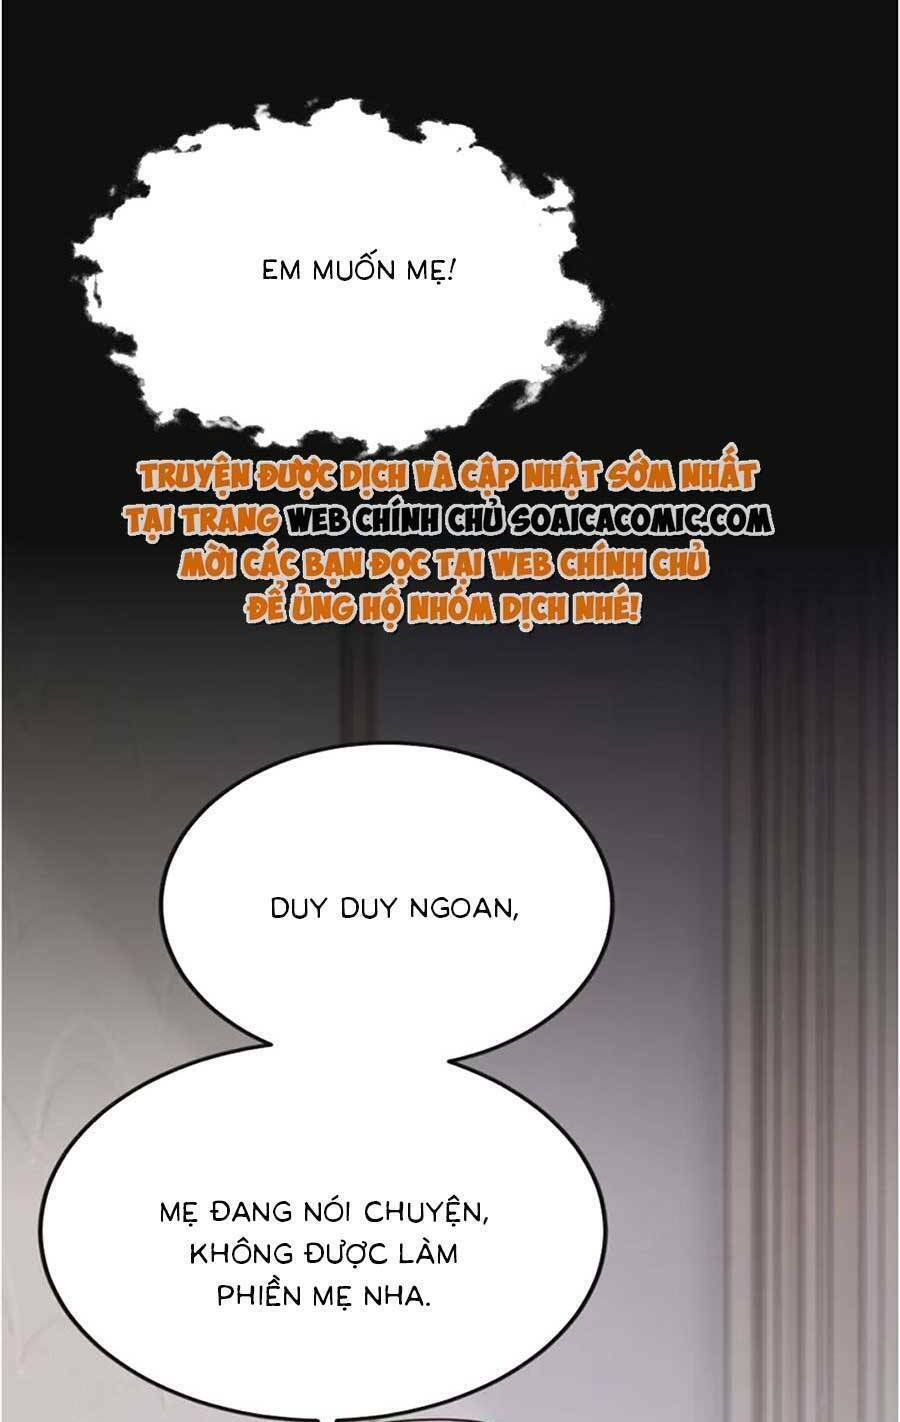 EM MUỐN MẸ!
TRUYỆN ĐƯỢC DỊCH VÀ CẬP NHẬT SỚM NHẤT
TẠI TRANG WEB CHÍNH CHỦ SOAICACOMIC.COM
MỜI CÁC BẠN ĐỌC TẠI WEB CHÍNH CHỦ
ĐỂ ỦNG HỘ NHÓM DỊCH NHÉ!
DUY DUY NGOAN,
MẸ ĐANG NÓI CHUYỆN,
KHÔNG ĐƯỢC LÀM
PHIỀN MẸ NHA.